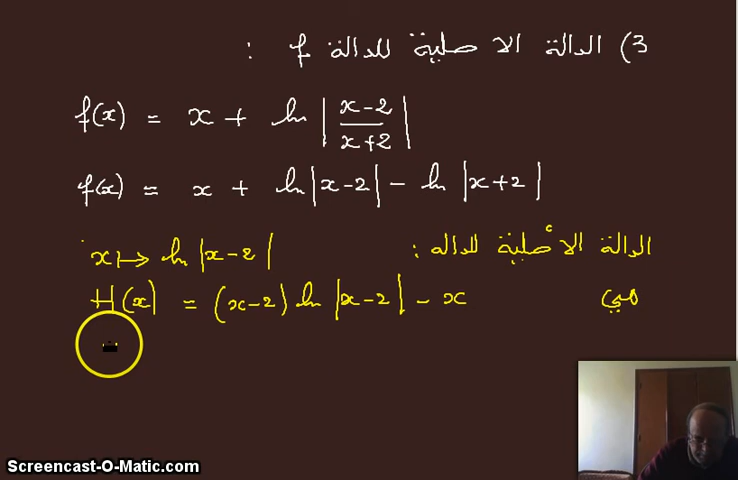 3) الدالة الاصلية للدالة f :
f(x) = x + ln |x-2/x+2|
f(x) = x + ln|x-2| - ln|x+2|
الدالة الأصلية للدالة : x ↦ ln |x-2|
هي H(x) = (x-2) ln |x-2| - x
Screencast-O-Matic.com